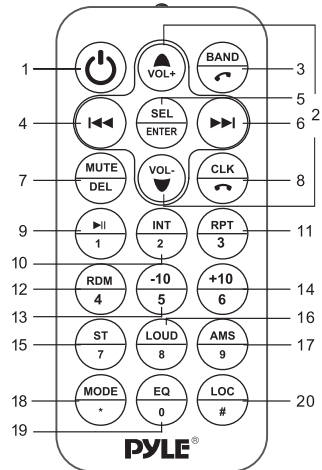 1
VOL+
BAND
3
2
5
4
SEL
ENTER
6
7
MUTE
DEL
VOL-
CLK
8
9
1
INT
2
RPT
3
11
10
12
RDM
4
-10
5
+10
6
14
13
16
15
ST
7
LOUD
8
AMS
9
17
18
MODE
*
EQ
0
LOC
#
20
19
PYLE®